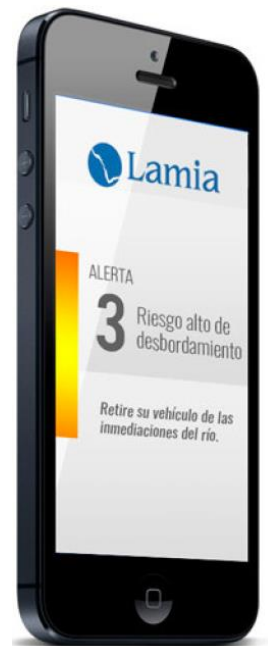 Lamia
ALERTA
3
Riesgo alto de
desbordamiento
Retire su vehículo de las
inmediaciones del río.